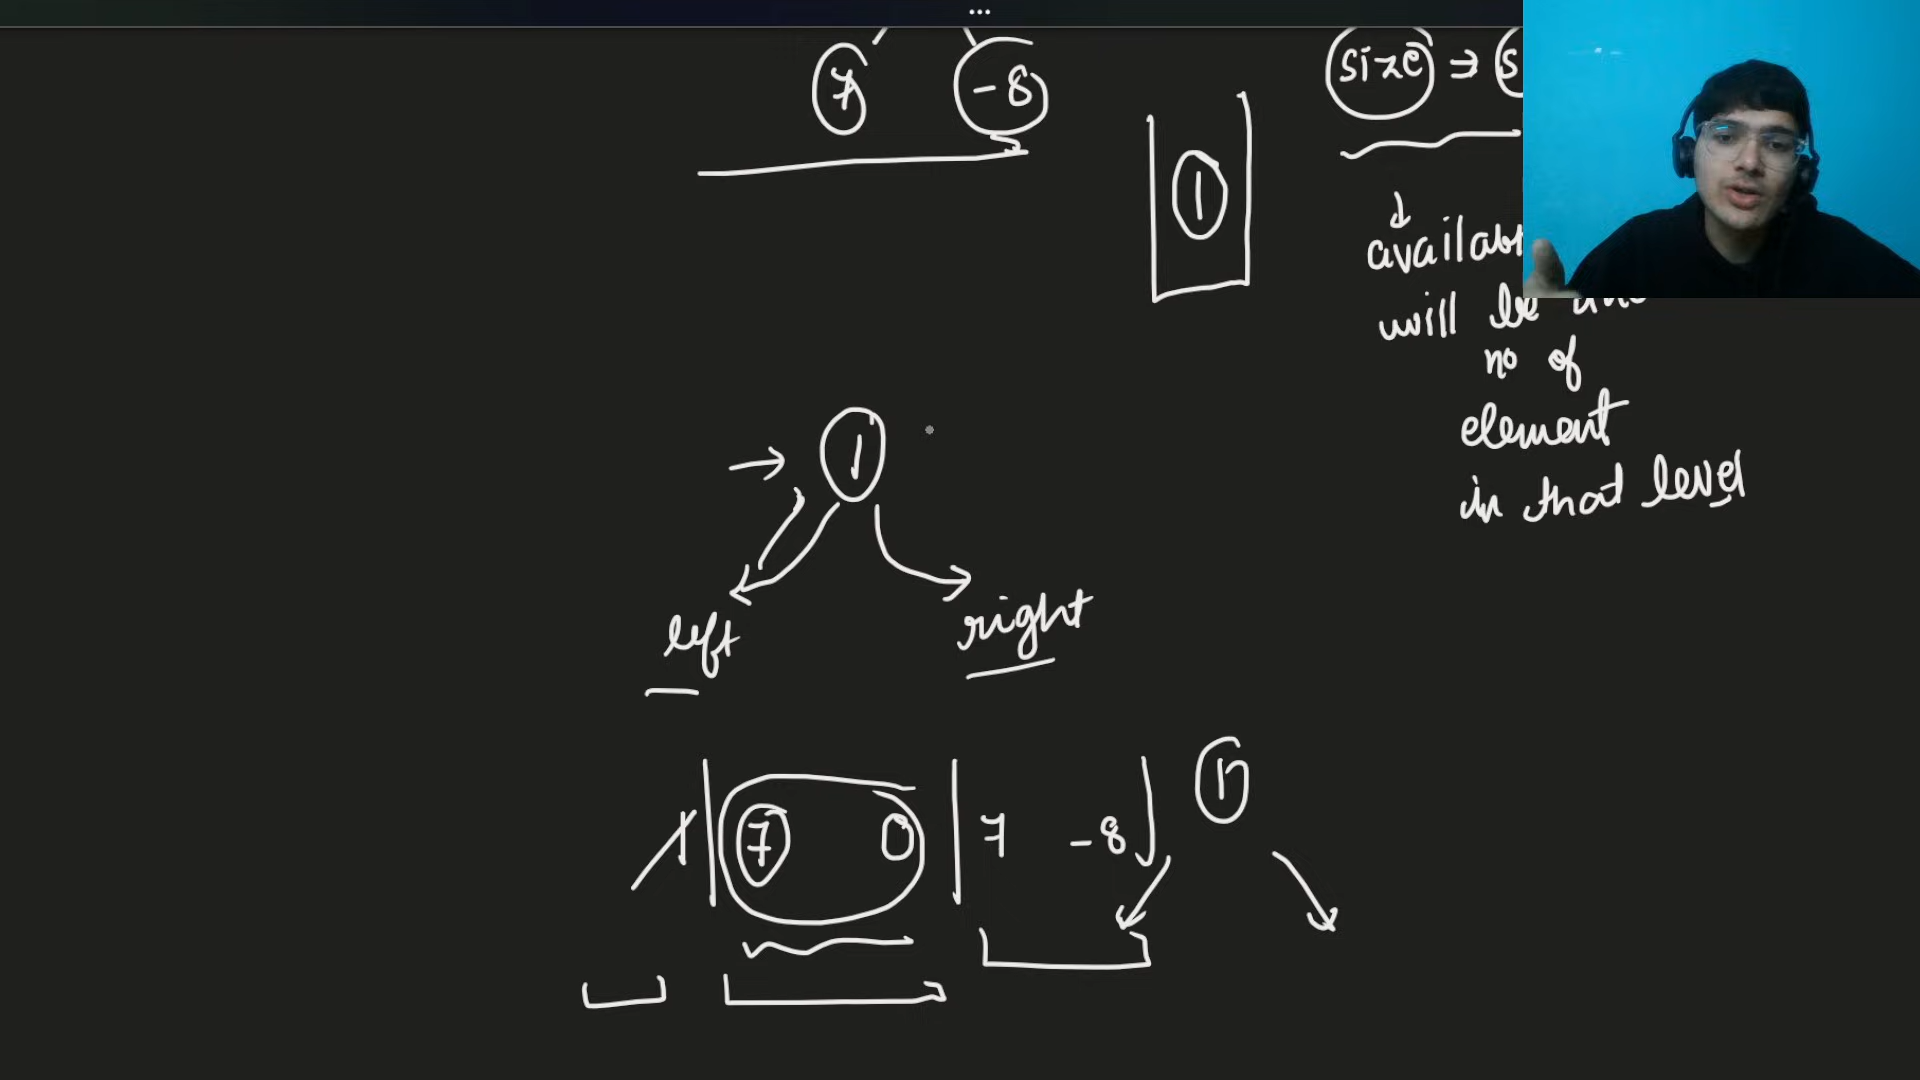 ...
7 -8
size ⇒
1
will be
no of
element
in that level
1
left right
1 | 7 0 | 7 -8 1